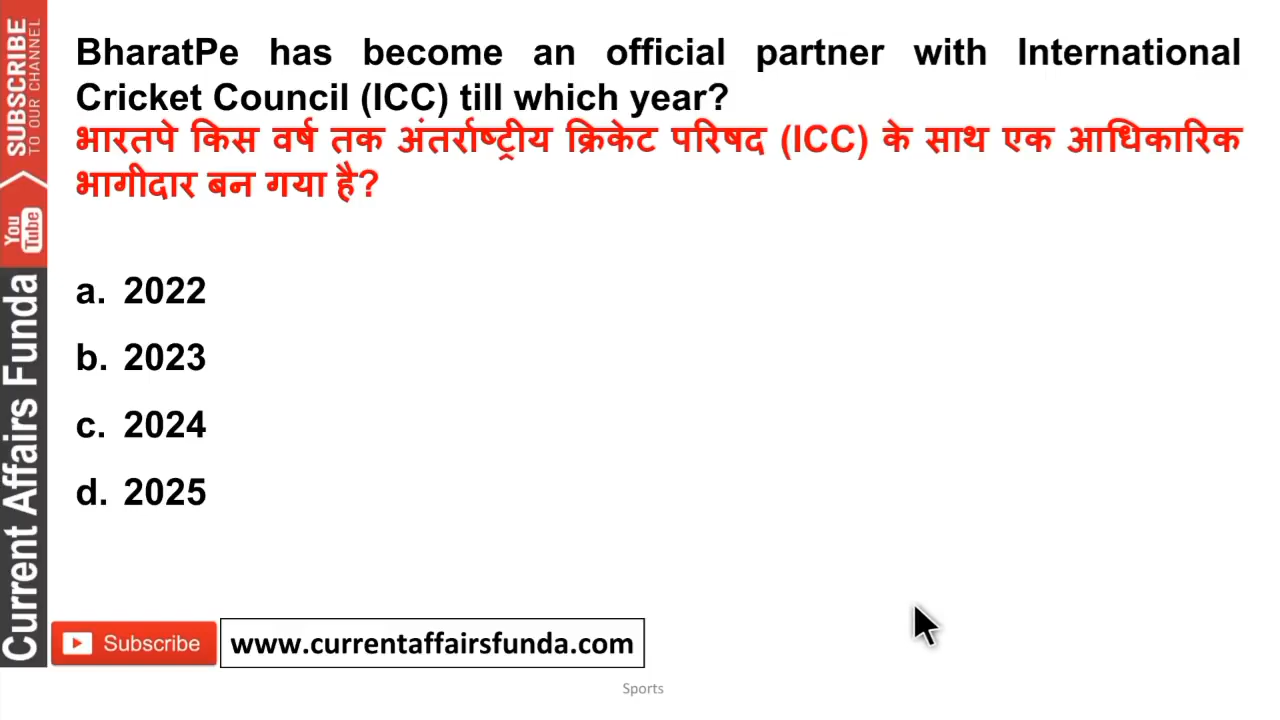 BharatPe has become an official partner with International
Cricket Council (ICC) till which year?
भारतपे किस वर्ष तक अंतर्राष्ट्रीय क्रिकेट परिषद (ICC) के साथ एक आधिकारिक
भागीदार बन गया है?
a. 2022
b. 2023
c. 2024
d. 2025
SUBSCRIBE
TO OUR CHANNEL
You
Tube
Current Affairs Funda
Subscribe
www.currentaffairsfunda.com
Sports